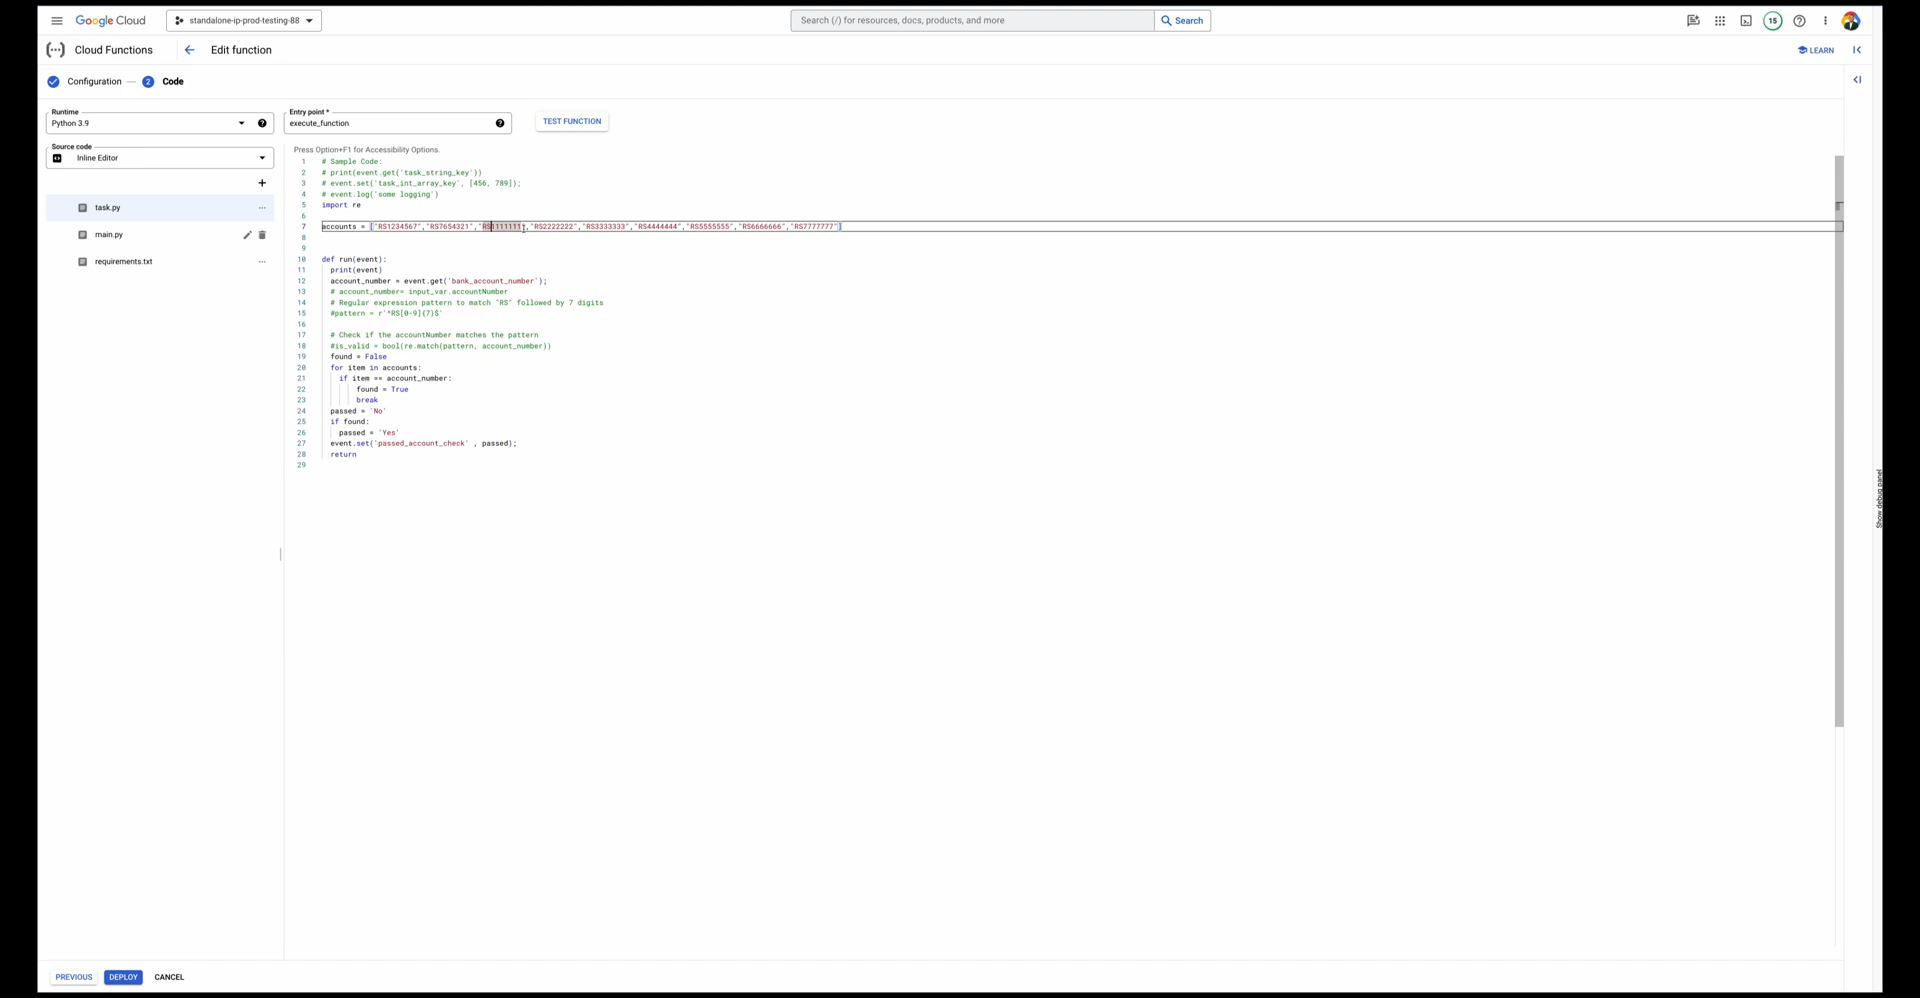 Google Cloud
standalone-ip-prod-testing-88
Search (/) for resources, docs, products, and more
Search
15
Cloud Functions
Edit function
LEARN
Configuration
2 Code
Runtime
Python 3.9
Entry point *
execute_function
TEST FUNCTION
Source code
Inline Editor
task.py
main.py
requirements.txt
Press Option+F1 for Accessibility Options.
1 # Sample Code:
2 # print(event.get('task_string_key'))
3 # event.set('task_int_array_key', [456, 789]);
4 # event.log('some logging')
5 import re
6
7 accounts = ["RS1234567","RS7654321","RS1111111","RS2222222","RS3333333","RS4444444","RS5555555","RS6666666","RS7777777"]
8
9
10 def run(event):
11 print(event)
12 account_number = event.get('bank_account_number');
13 # account_number= input_var.accountNumber
14 # Regular expression pattern to match "RS" followed by 7 digits
15 #pattern = r'^RS[0-9]{7}$'
16
17 # Check if the accountNumber matches the pattern
18 #is_valid = bool(re.match(pattern, account_number))
19 found = False
20 for item in accounts:
21 if item == account_number:
22 found = True
23 break
24 passed = 'No'
25 if found:
26 passed = 'Yes'
27 event.set('passed_account_check' , passed);
28 return
29
Show debug panel
PREVIOUS
DEPLOY
CANCEL